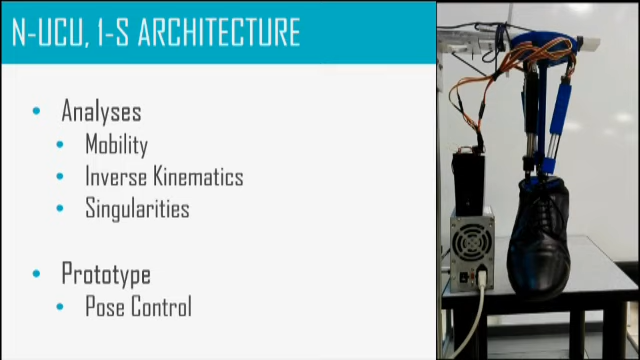 N-UCU, 1-S ARCHITECTURE
Analyses
Mobility
Inverse Kinematics
Singularities
Prototype
Pose Control